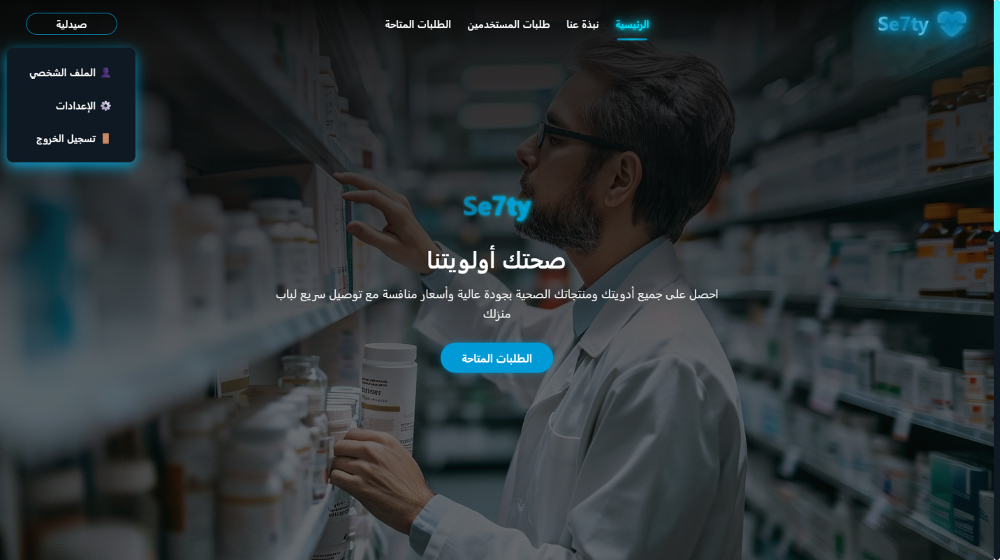 Se7ty
الرئيسية
نبذة عنا
طلبات المستخدمين
الطلبات المتاحة
صيدلية
الملف الشخصي
الإعدادات
تسجيل الخروج
Se7ty
صحتك أولويتنا
احصل على جميع أدويتك ومنتجاتك الصحية بجودة عالية وأسعار منافسة مع توصيل سريع لباب
منزلك
الطلبات المتاحة